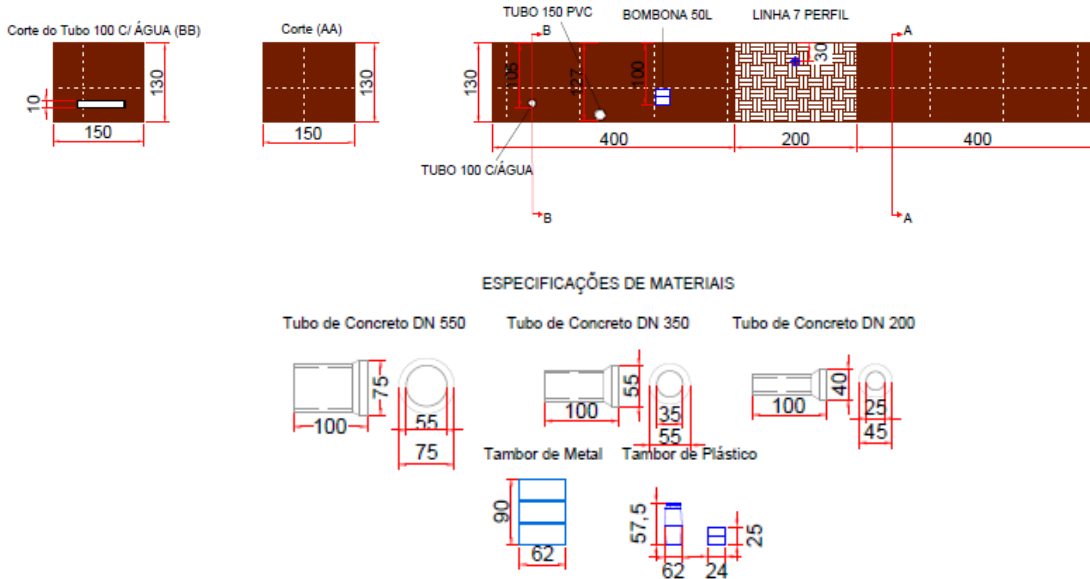 Corte do Tubo 100 C/ ÁGUA (BB)
Corte (AA)
TUBO 150 PVC
BOMBONA 50L
LINHA 7 PERFIL
B
A
130
10
150
130
150
130
105
127
100
30
TUBO 100 C/ÁGUA
400
200
400
B
A
ESPECIFICAÇÕES DE MATERIAIS
Tubo de Concreto DN 550
Tubo de Concreto DN 350
Tubo de Concreto DN 200
75
100
55
75
55
100
35
55
40
100
25
45
Tambor de Metal
Tambor de Plástico
90
62
57,5
62
24
25